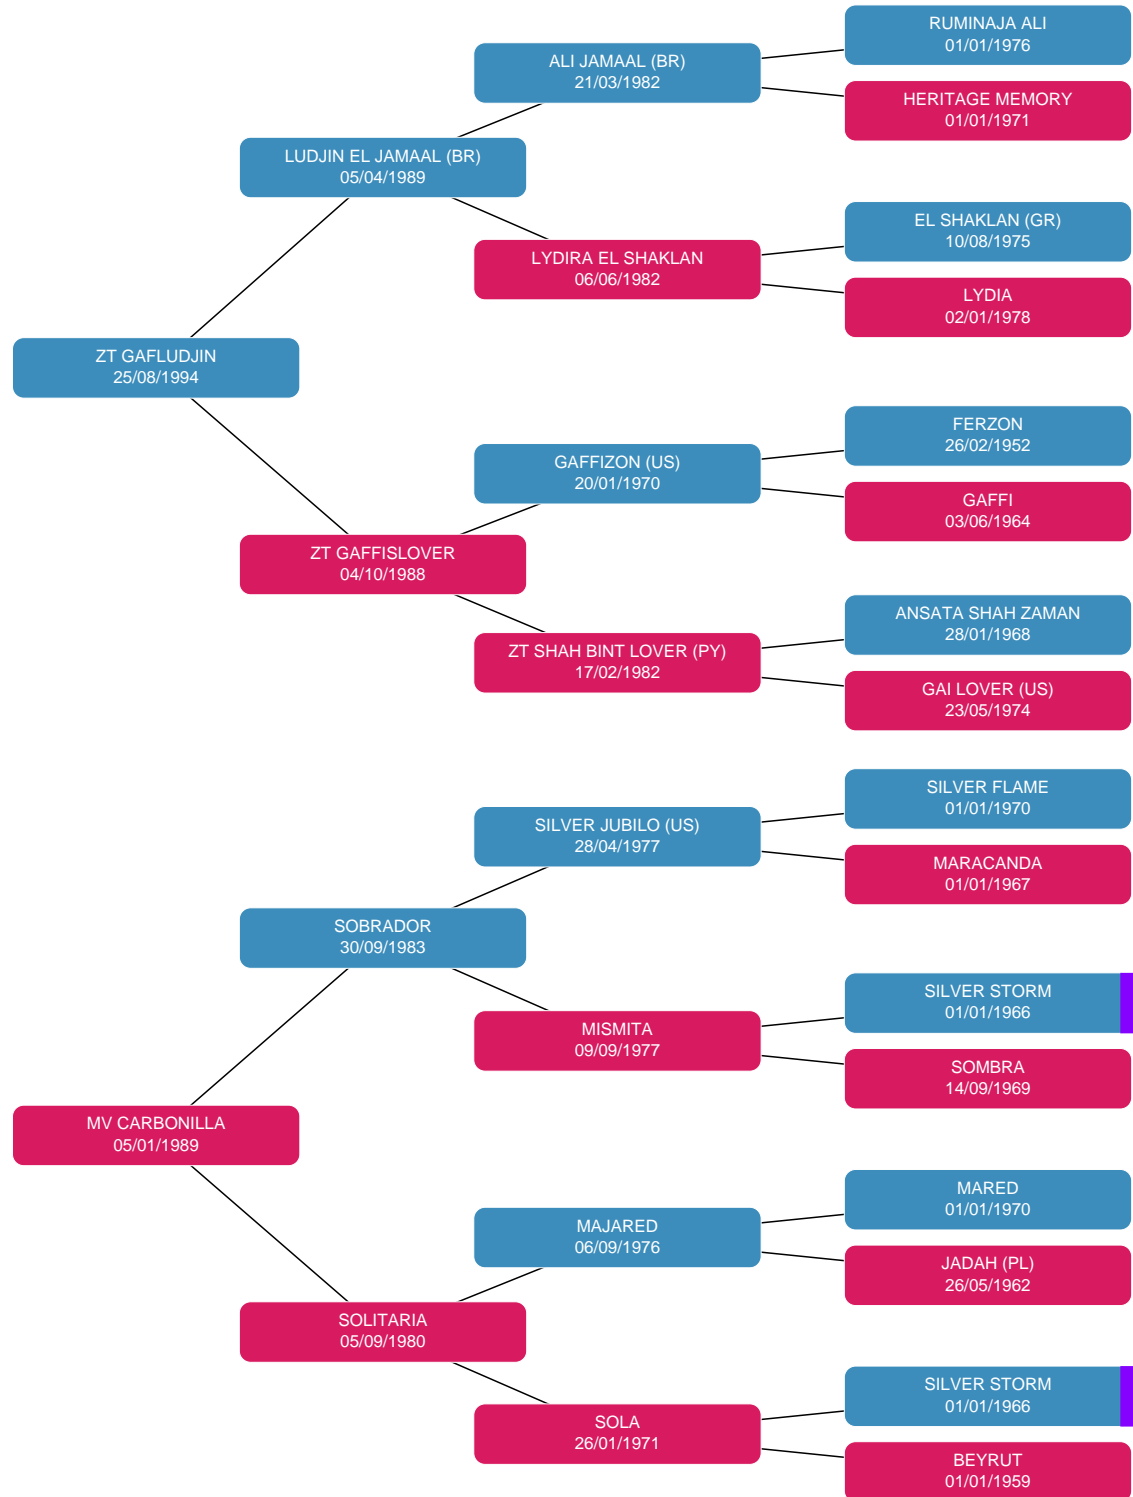 RUMINAJA ALI
01/01/1976
ALI JAMAAL (BR)
21/03/1982
HERITAGE MEMORY
01/01/1971
LUDJIN EL JAMAAL (BR)
05/04/1989
EL SHAKLAN (GR)
10/08/1975
LYDIRA EL SHAKLAN
06/06/1982
LYDIA
02/01/1978
ZT GAFLUDJIN
25/08/1994
FERZON
26/02/1952
GAFFIZON (US)
20/01/1970
GAFFI
03/06/1964
ZT GAFFISLOVER
04/10/1988
ANSATA SHAH ZAMAN
28/01/1968
ZT SHAH BINT LOVER (PY)
17/02/1982
GAI LOVER (US)
23/05/1974
SILVER FLAME
01/01/1970
SILVER JUBILO (US)
28/04/1977
MARACANDA
01/01/1967
SOBRADOR
30/09/1983
SILVER STORM
01/01/1966
MISMITA
09/09/1977
SOMBRA
14/09/1969
MV CARBONILLA
05/01/1989
MARED
01/01/1970
MAJARED
06/09/1976
JADAH (PL)
26/05/1962
SOLITARIA
05/09/1980
SILVER STORM
01/01/1966
SOLA
26/01/1971
BEYRUT
01/01/1959